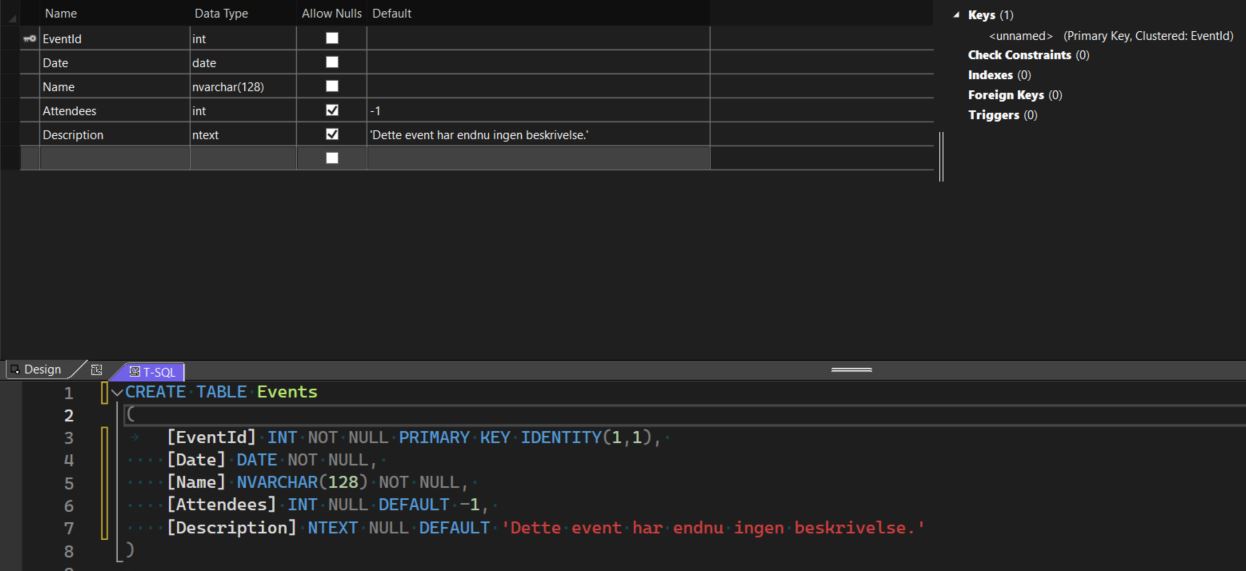 Name Data Type Allow Nulls Default
EventId int
Date date
Name nvarchar(128)
Attendees int -1
Description ntext 'Dette event har endnu ingen beskrivelse.'
Keys (1)
<unnamed> (Primary Key, Clustered: EventId)
Check Constraints (0)
Indexes (0)
Foreign Keys (0)
Triggers (0)
Design T-SQL
1 CREATE TABLE Events
2 (
3 [EventId] INT NOT NULL PRIMARY KEY IDENTITY(1,1),
4 [Date] DATE NOT NULL,
5 [Name] NVARCHAR(128) NOT NULL,
6 [Attendees] INT NULL DEFAULT -1,
7 [Description] NTEXT NULL DEFAULT 'Dette event har endnu ingen beskrivelse.'
8 )